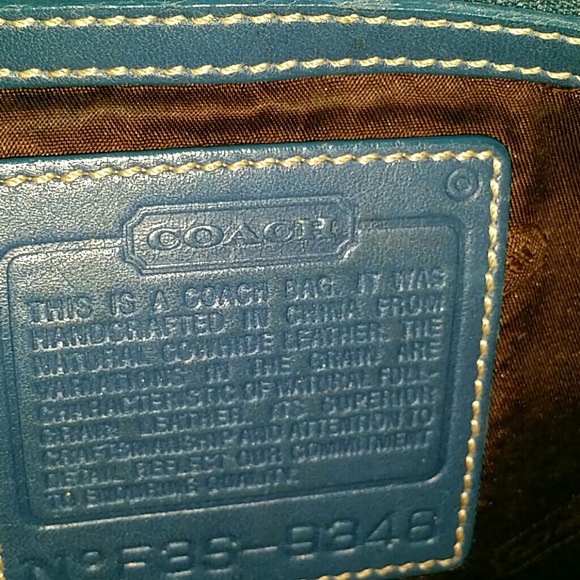 ©
COACH
THIS IS A COACH BAG. IT WAS
HANDCRAFTED IN CHINA FROM
NATURAL COWHIDE LEATHER. THE
VARIATIONS IN THE GRAIN ARE
CHARACTERISTIC OF NATURAL FULL-
GRAIN LEATHER. ITS SUPERIOR
CRAFTSMANSHIP AND ATTENTION TO
DETAIL REFLECT OUR COMMITMENT
TO ENDURING QUALITY.
NºF36-9346